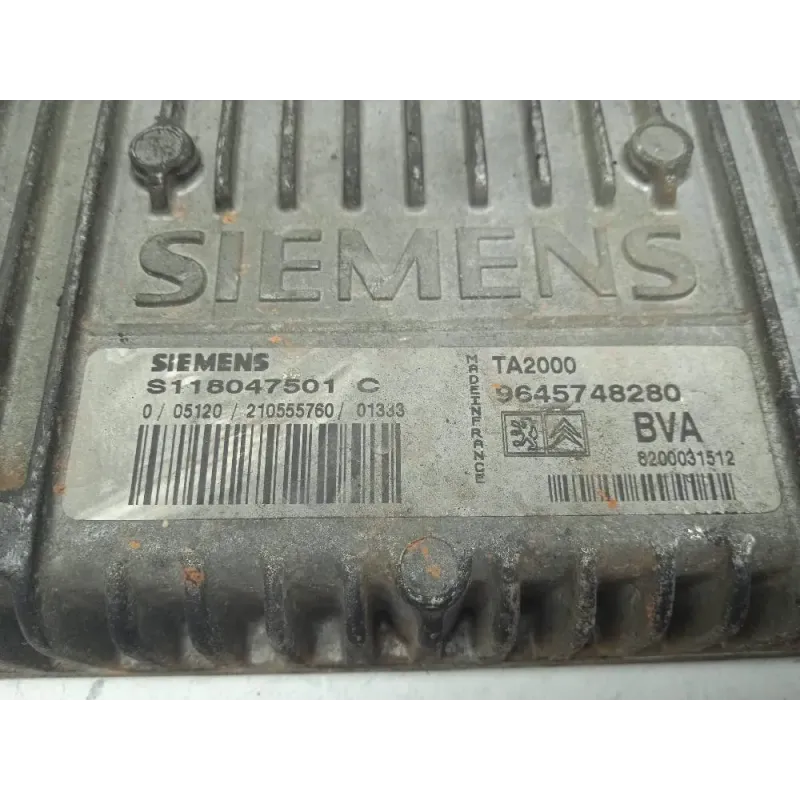 SIEMENS
SIEMENS
S118047501 C
0 / 05120 / 210555760 / 01333
MADE IN FRANCE
TA2000
9645748280
BVA
8200031512